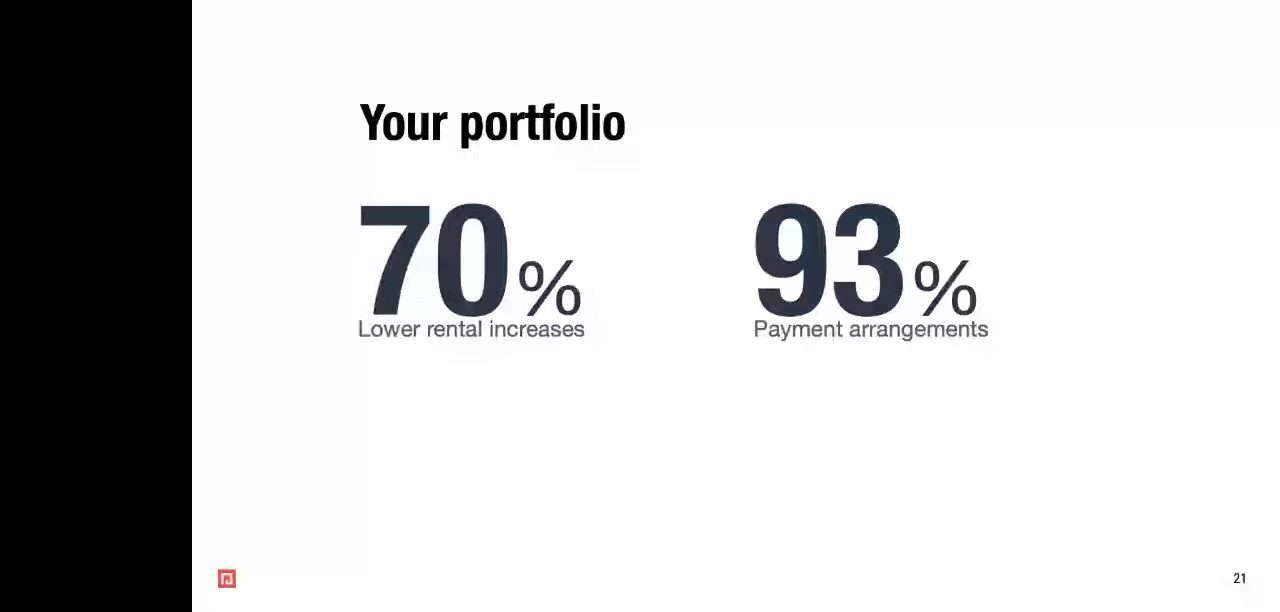 Your portfolio
70%
Lower rental increases
93%
Payment arrangements
21